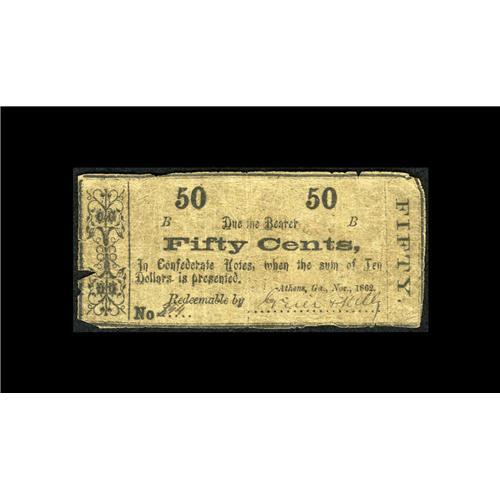 50 50
B Due the Bearer B
Fifty Cents,
In Confederate Notes, when the sum of Ten
Dollars is presented.
Athens, Ga., Nov., 1862.
Redeemable by
No
FIFTY.